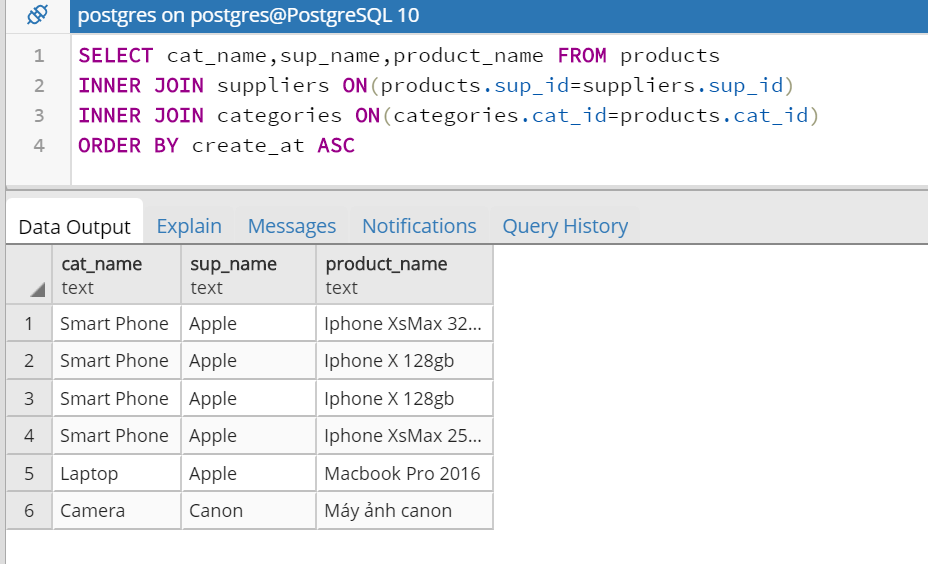 postgres on postgres@PostgreSQL 10
1 SELECT cat_name,sup_name,product_name FROM products
2 INNER JOIN suppliers ON(products.sup_id=suppliers.sup_id)
3 INNER JOIN categories ON(categories.cat_id=products.cat_id)
4 ORDER BY create_at ASC
Data Output Explain Messages Notifications Query History
cat_name sup_name product_name
text text text
1 Smart Phone Apple Iphone XsMax 32...
2 Smart Phone Apple Iphone X 128gb
3 Smart Phone Apple Iphone X 128gb
4 Smart Phone Apple Iphone XsMax 25...
5 Laptop Apple Macbook Pro 2016
6 Camera Canon Máy ảnh canon